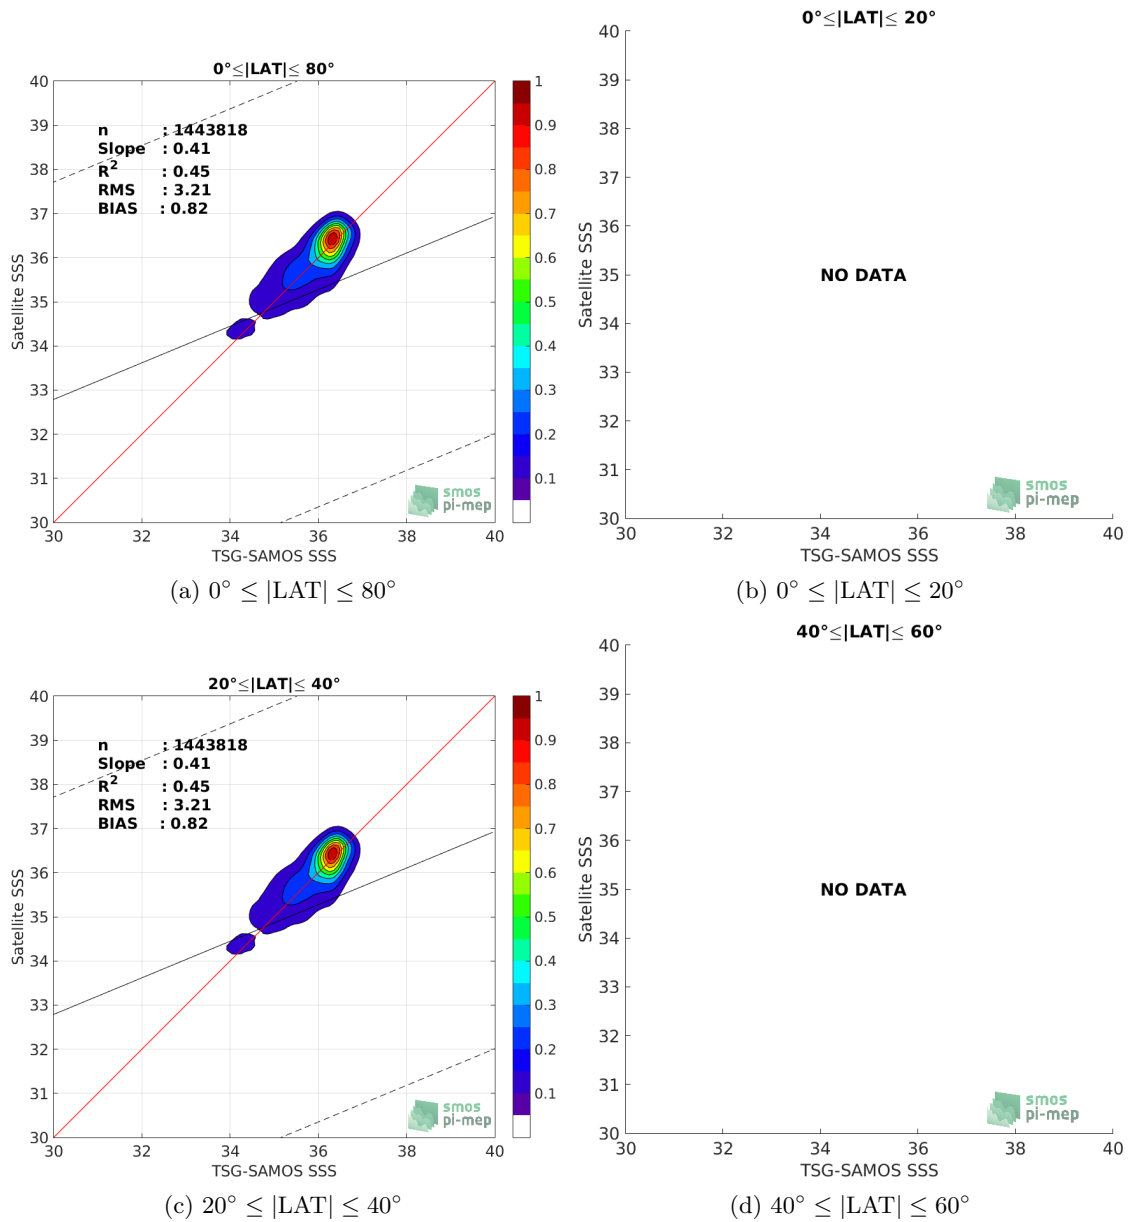 0°≤|LAT|≤ 80°
40
39
38
37
36
35
34
33
32
31
30
Satellite SSS
n : 1443818
Slope : 0.41
R² : 0.45
RMS : 3.21
BIAS : 0.82
smos
pi-mep
30 32 34 36 38 40
TSG-SAMOS SSS
1
0.9
0.8
0.7
0.6
0.5
0.4
0.3
0.2
0.1
(a) 0° ≤ |LAT| ≤ 80°
0°≤|LAT|≤ 20°
40
39
38
37
36
35
34
33
32
31
30
Satellite SSS
NO DATA
smos
pi-mep
30 32 34 36 38 40
TSG-SAMOS SSS
(b) 0° ≤ |LAT| ≤ 20°
20°≤|LAT|≤ 40°
40
39
38
37
36
35
34
33
32
31
30
Satellite SSS
n : 1443818
Slope : 0.41
R² : 0.45
RMS : 3.21
BIAS : 0.82
smos
pi-mep
30 32 34 36 38 40
TSG-SAMOS SSS
1
0.9
0.8
0.7
0.6
0.5
0.4
0.3
0.2
0.1
(c) 20° ≤ |LAT| ≤ 40°
40°≤|LAT|≤ 60°
40
39
38
37
36
35
34
33
32
31
30
Satellite SSS
NO DATA
smos
pi-mep
30 32 34 36 38 40
TSG-SAMOS SSS
(d) 40° ≤ |LAT| ≤ 60°